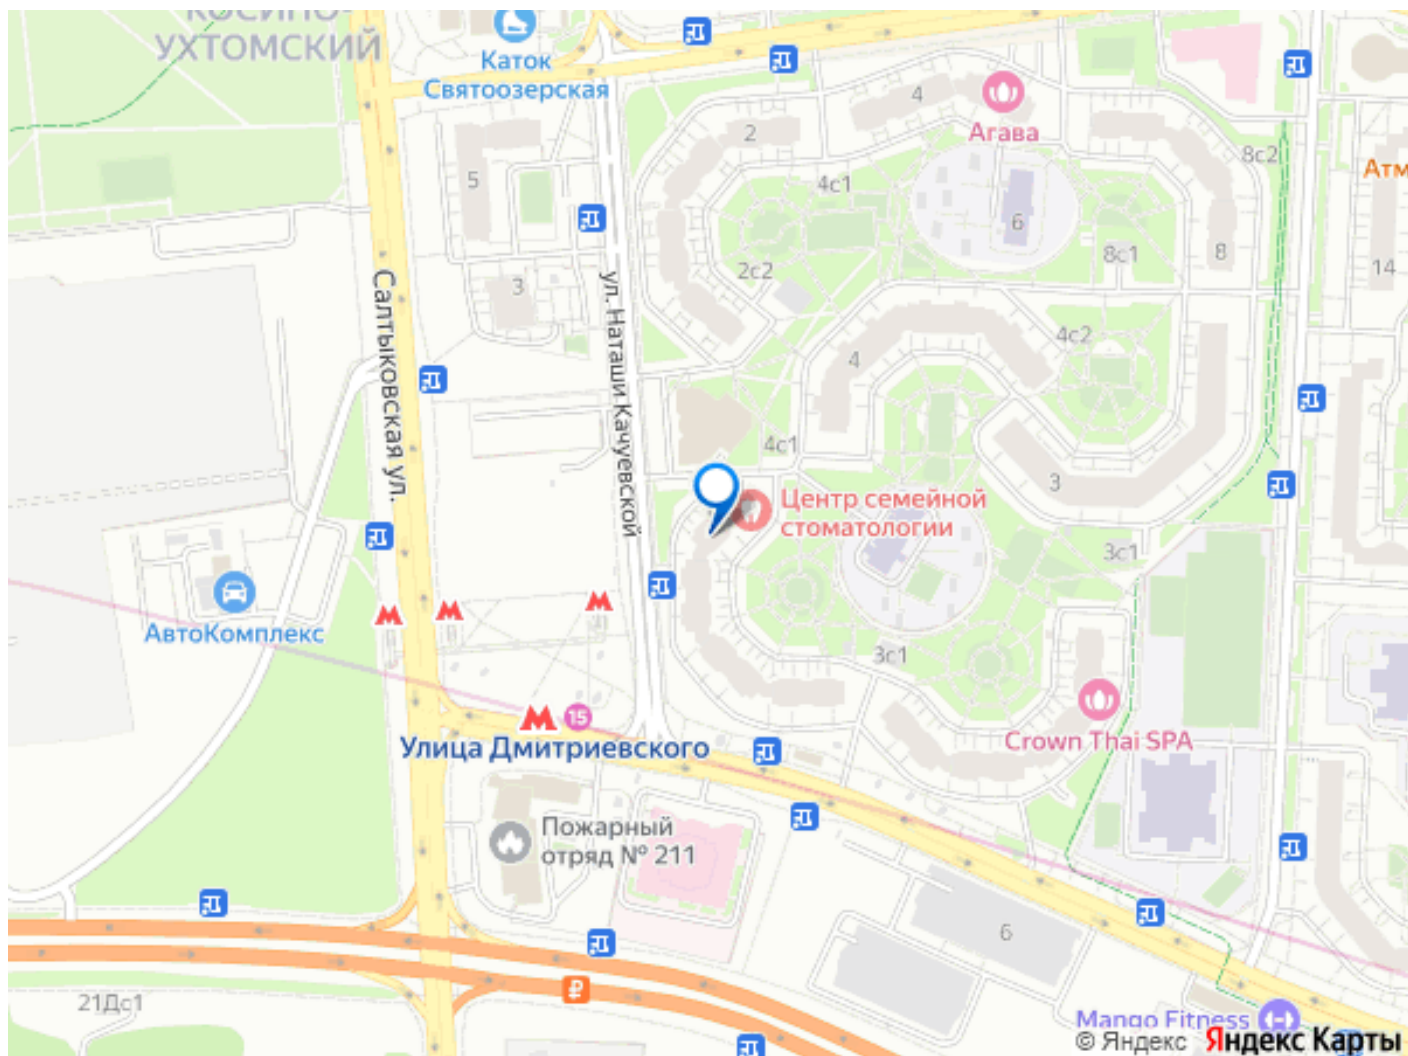 КОСИНО-
УХТОМСКИЙ
Каток
Святоозерская
4
Агава
2
8с2
Атм
5
4с1
6
2с2
8с1
8
14
3
Салтыковская ул.
ул. Наташи Качуевской
4с2
4
4с1
3
Центр семейной
стоматологии
3с1
АвтоКомплекс
3с1
15
Улица Дмитриевского
Crown Thai SPA
Пожарный
отряд № 211
6
21Дс1
₽
Mango Fitness
© Яндекс Яндекс Карты